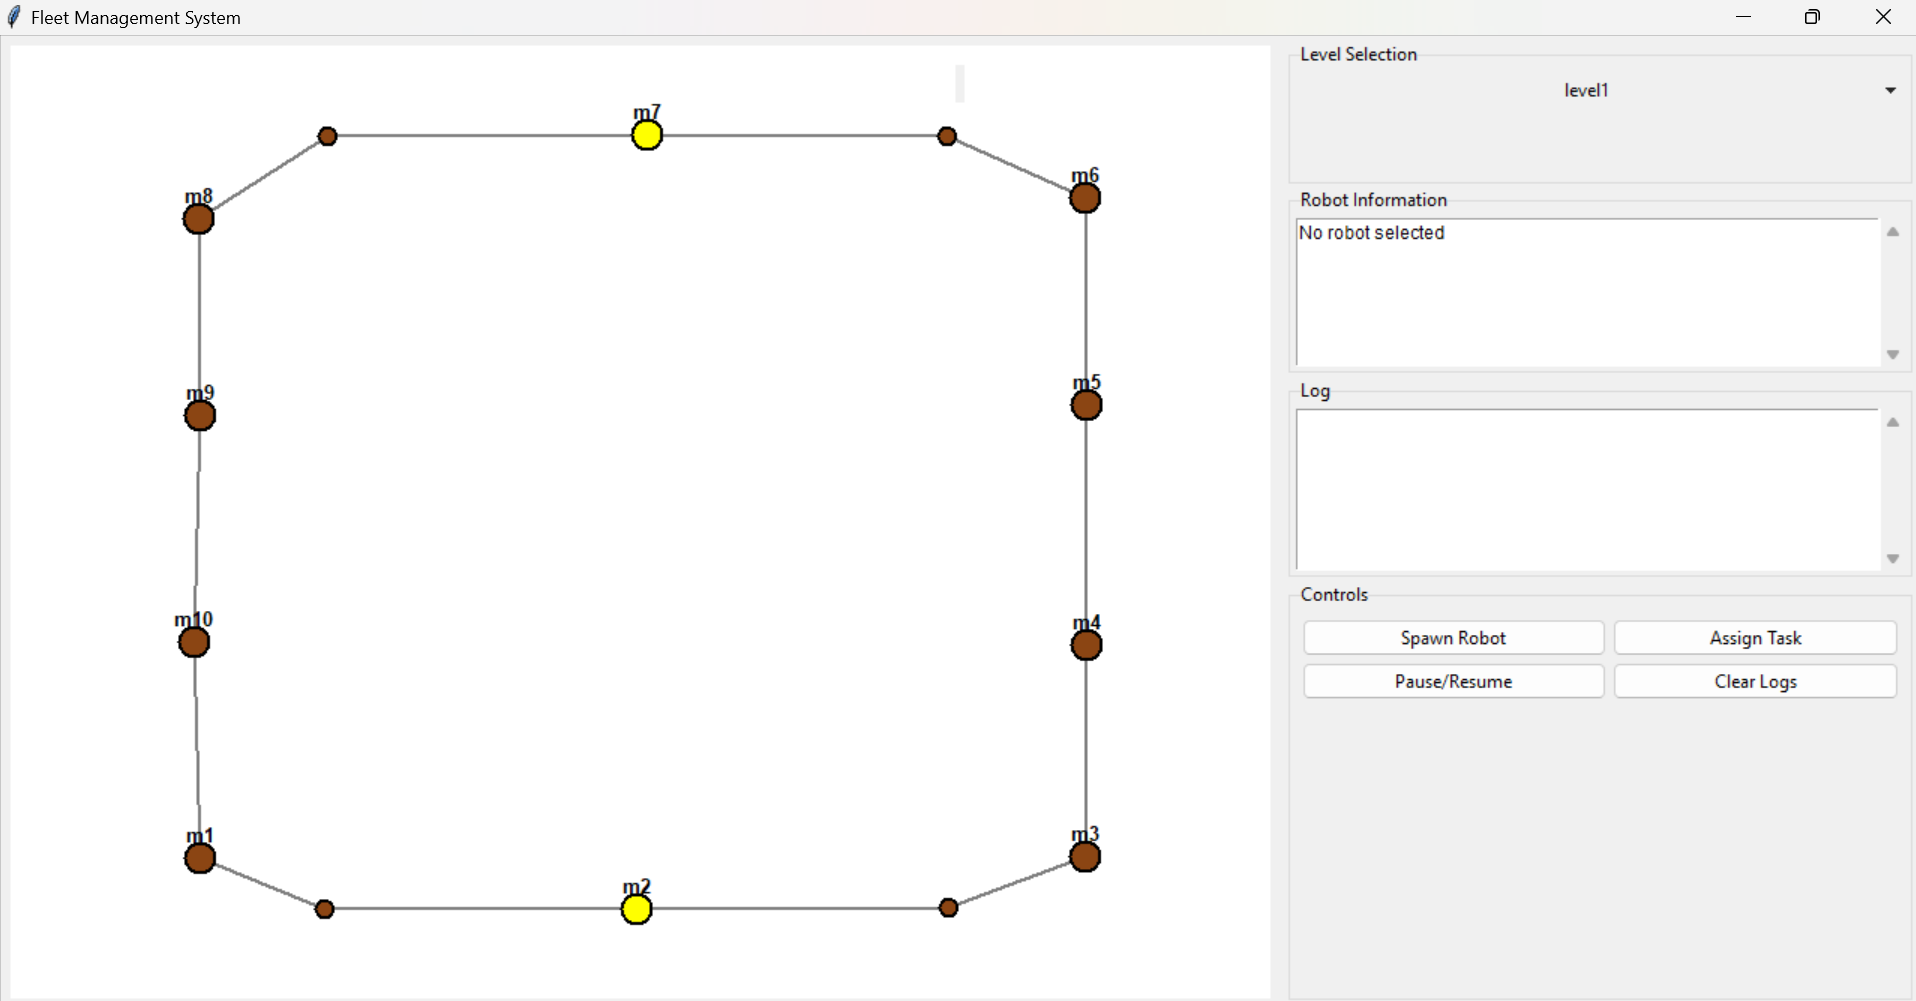 Fleet Management System
m7
m8
m6
m9
m5
m10
m4
m1
m3
m2
Level Selection
level1
Robot Information
No robot selected
Log
Controls
Spawn Robot
Assign Task
Pause/Resume
Clear Logs